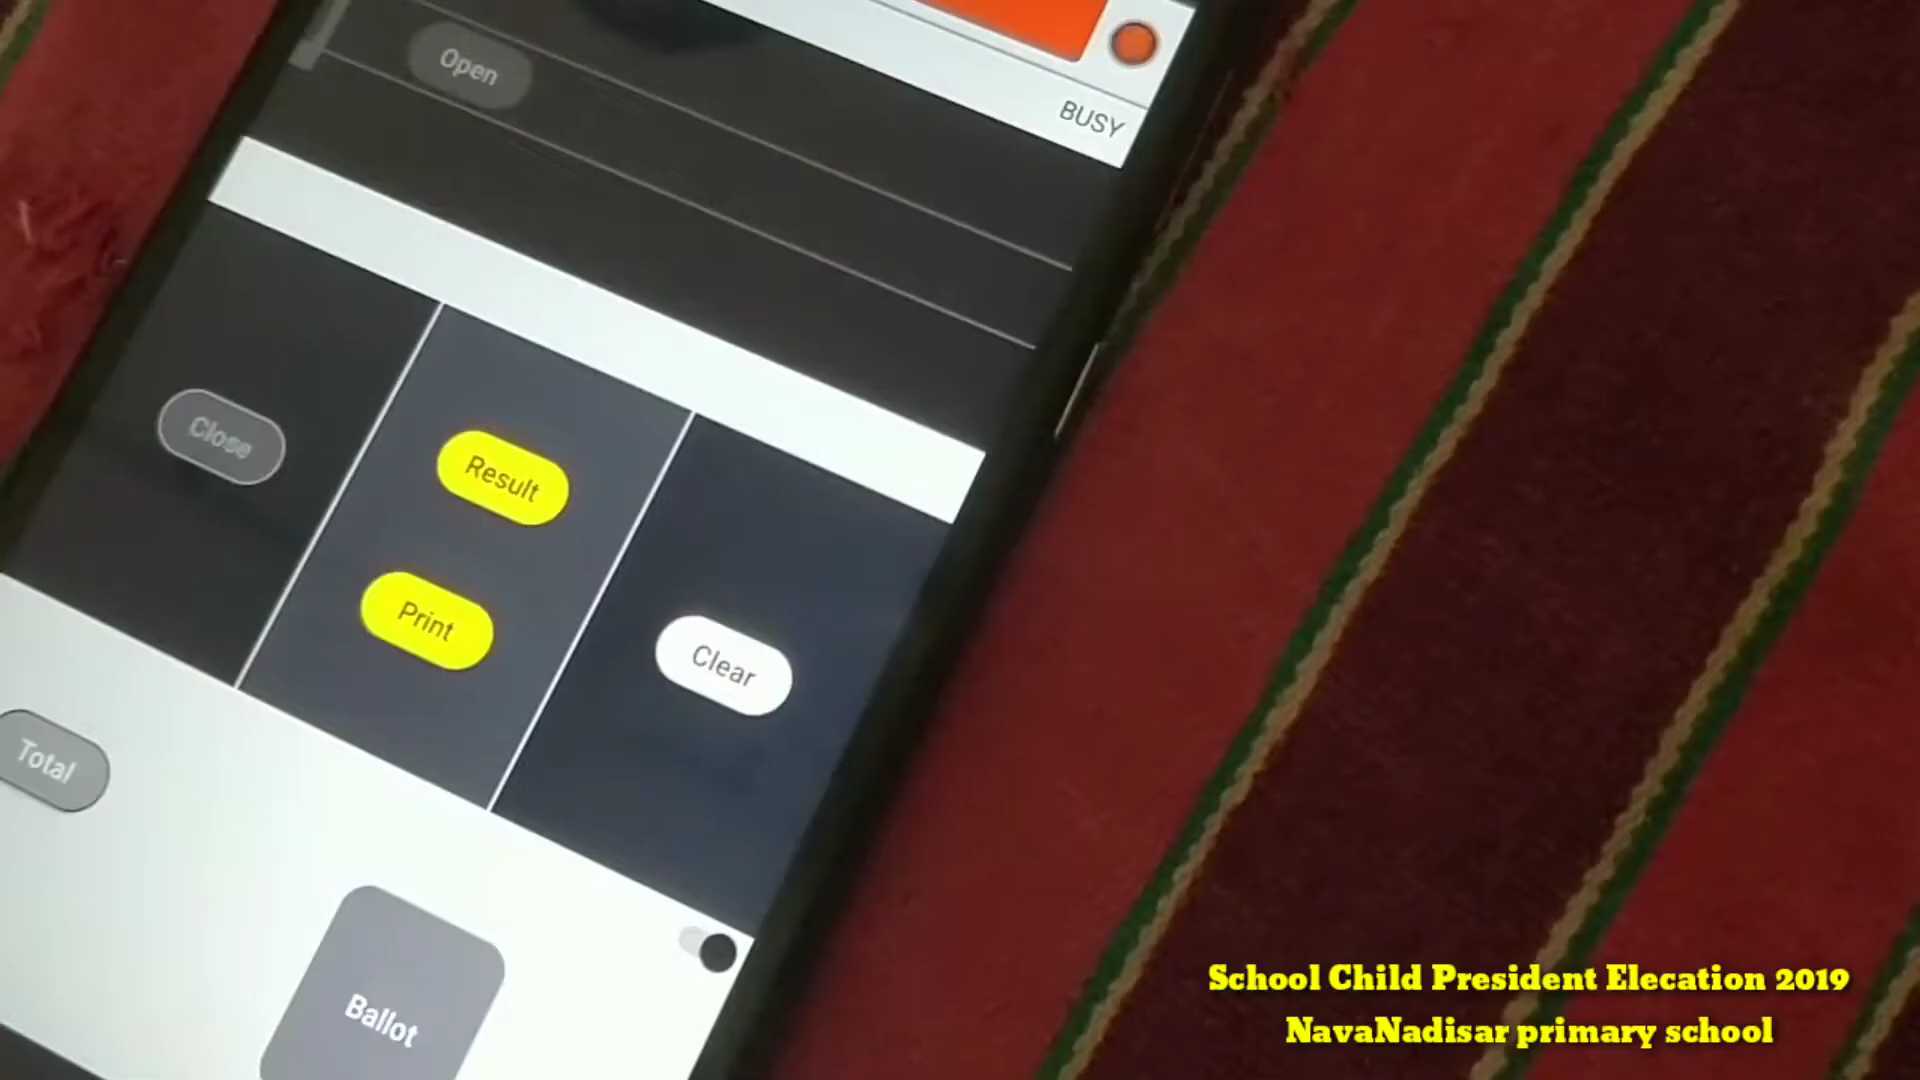 Open
BUSY
Close
Result
Print
Clear
Total
Ballot
School Child President Elecation 2019
NavaNadisar primary school